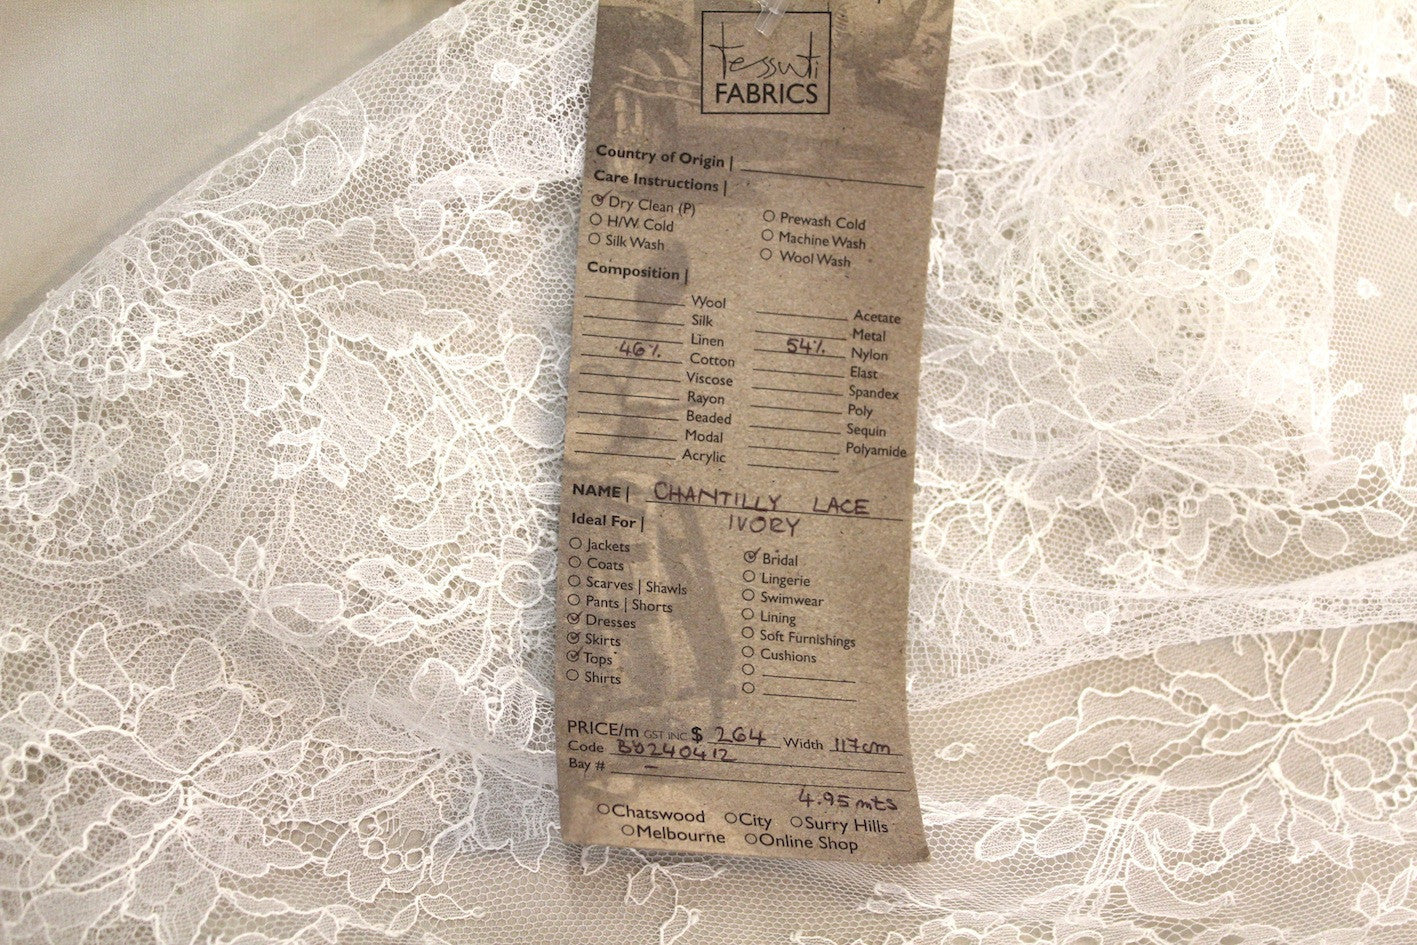 tessuti
FABRICS
Country of Origin |
Care Instructions |
Dry Clean (P)
H/W Cold
Silk Wash
Prewash Cold
Machine Wash
Wool Wash
Composition |
Wool
Silk
Linen
46% Cotton
Viscose
Rayon
Beaded
Modal
Acrylic
Acetate
Metal
54% Nylon
Elast
Spandex
Poly
Sequin
Polyamide
NAME | CHANTILLY LACE
IVORY
Ideal For |
Jackets
Coats
Scarves | Shawls
Pants | Shorts
Dresses
Skirts
Tops
Shirts
Bridal
Lingerie
Swimwear
Lining
Soft Furnishings
Cushions
PRICE/m GST INC $ 264 Width 117cm
Code
Bay #
4.95 mts
Chatswood City Surry Hills
Melbourne Online Shop